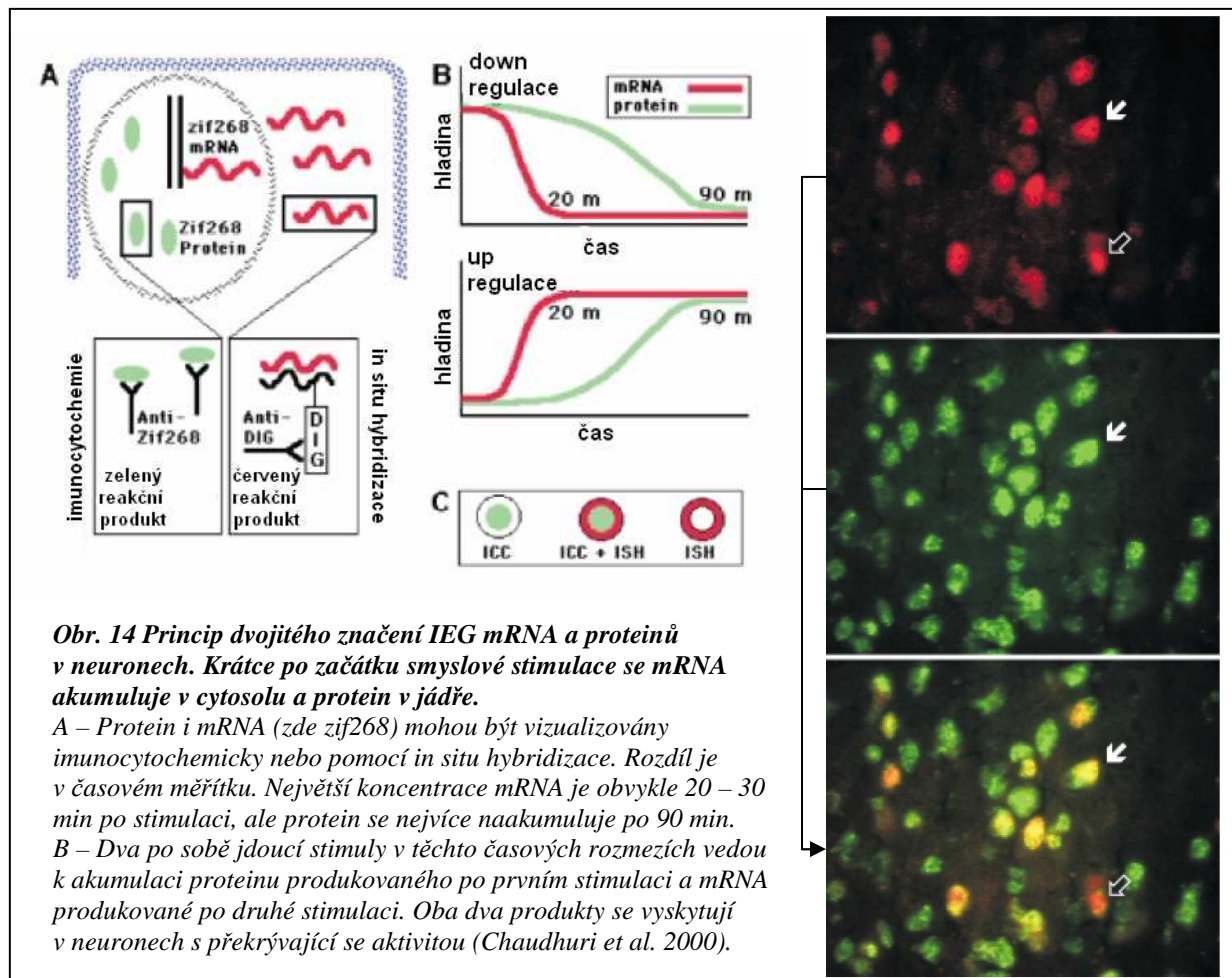 A
zif268
mRNA
Zif268
Protein
imunocytochemie
Anti-
Zif268
zelený
reakční
produkt
Anti-
DIG
DIG
červený
reakční
produkt
in situ hybridizace
B
down
regulace
mRNA
protein
hladina
20 m
90 m
čas
up
regulace
hladina
20 m
90 m
čas
C
ICC
ICC + ISH
ISH
Obr. 14 Princip dvojitého značení IEG mRNA a proteinů
v neuronech. Krátce po začátku smyslové stimulace se mRNA
akumuluje v cytosolu a protein v jádře.
A – Protein i mRNA (zde zif268) mohou být vizualizovány
imunocytochemicky nebo pomocí in situ hybridizace. Rozdíl je
v časovém měřítku. Největší koncentrace mRNA je obvykle 20 – 30
min po stimulaci, ale protein se nejvíce naakumuluje po 90 min.
B – Dva po sobě jdoucí stimuly v těchto časových rozmezích vedou
k akumulaci proteinu produkovaného po prvním stimulaci a mRNA
produkované po druhé stimulaci. Oba dva produkty se vyskytují
v neuronech s překrývající se aktivitou (Chaudhuri et al. 2000).